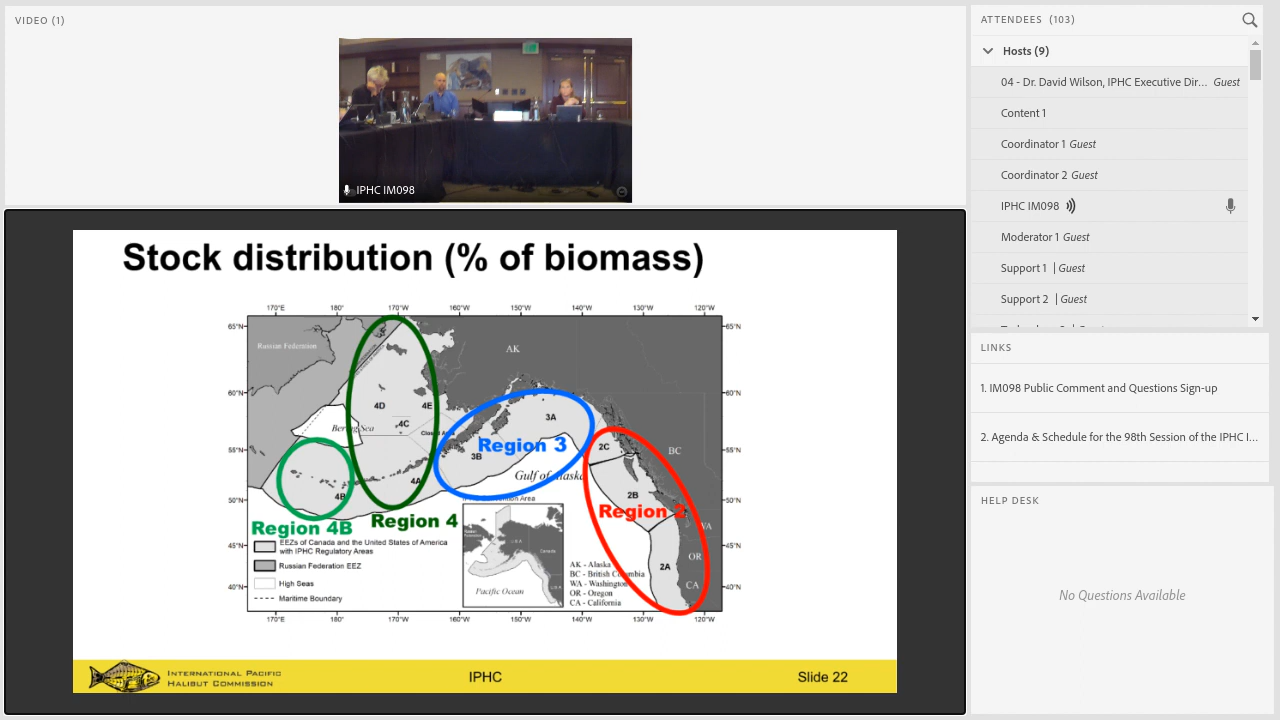 VIDEO (1)
IPHC IM098
Stock distribution (% of biomass)
170°E 180° 170°W 160°W 150°W 140°W 130°W 120°W
65°N 65°N
Russian Federation
AK
60°N 60°N
4D 4E 3A
4C
Bering Sea
Region 3
2C BC
55°N 55°N
3B
Gulf of Alaska
4A
4B 2B
50°N 50°N
Region 2
WA
Region 4B
Region 4
IPHC Convention Area
EEZs of Canada and the United States of America
with IPHC Regulatory Areas
45°N 45°N
OR
Russian Federation EEZ
2A
High Seas
CA
40°N 40°N
Maritime Boundary
Canada
Pacific Ocean
AK - Alaska
BC - British Columbia
WA - Washington
OR - Oregon
CA - California
170°E 180° 170°W 160°W 150°W 140°W 130°W 120°W
INTERNATIONAL PACIFIC
HALIBUT COMMISSION
IPHC
Slide 22
ATTENDEES (103)
Hosts (9)
04 - Dr. David Wilson, IPHC Executive Dir... Guest
Content 1
Coordinator 1 Guest
Coordinator 2 Guest
IPHC IM098
Moderator 1 Guest
Support 1 | Guest
Support 2 | Guest
LINKS
1. IM098 Public Comment and Questions Sign-up
2. Agenda & Schedule for the 98th Session of the IPHC I...
HELP DESK
No Questions Available